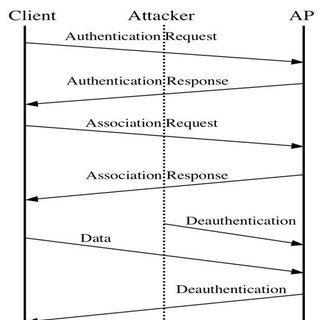 Client Attacker AP
Authentication Request
Authentication Response
Association Request
Association Response
Deauthentication
Data
Deauthentication